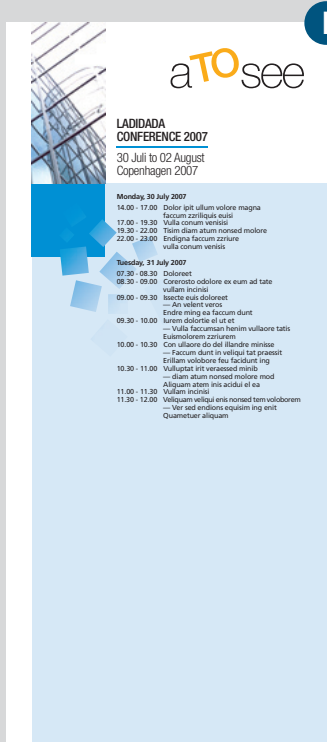 aTOsee
LADIDADA
CONFERENCE 2007
30 Juli to 02 August
Copenhagen 2007
Monday, 30 July 2007
14.00 - 17.00 Dolor ipit ullum volore magna
faccum zzriliquis euisi
17.00 - 19.30 Vulla conum venisisi
19.30 - 22.00 Tisim diam atum nonsed molore
22.00 - 23.00 Endigna faccum zzriure
vulla conum venisis
Tuesday, 31 July 2007
07.30 - 08.30 Doloreet
08.30 - 09.00 Corerosto odolore ex eum ad tate
vullam incinisi
09.00 - 09.30 Issecte euis doloreet
— An velent veros
Endre ming ea faccum dunt
09.30 - 10.00 Iurem dolortie el ut et
— Vulla faccumsan henim vullaore tatis
Euismolorem zzriurem
10.00 - 10.30 Con ullaore do del illandre minisse
— Faccum dunt in veliqui tat praessit
Erillam volobore feu facidunt ing
10.30 - 11.00 Vulluptat irit veraessed minib
— diam atum nonsed molore mod
Aliquam atem inis acidui el ea
11.00 - 11.30 Vullam incinisi
11.30 - 12.00 Veliquam veliqui enis nonsed tem voloborem
— Ver sed endions equisim ing enit
Quametuer aliquam